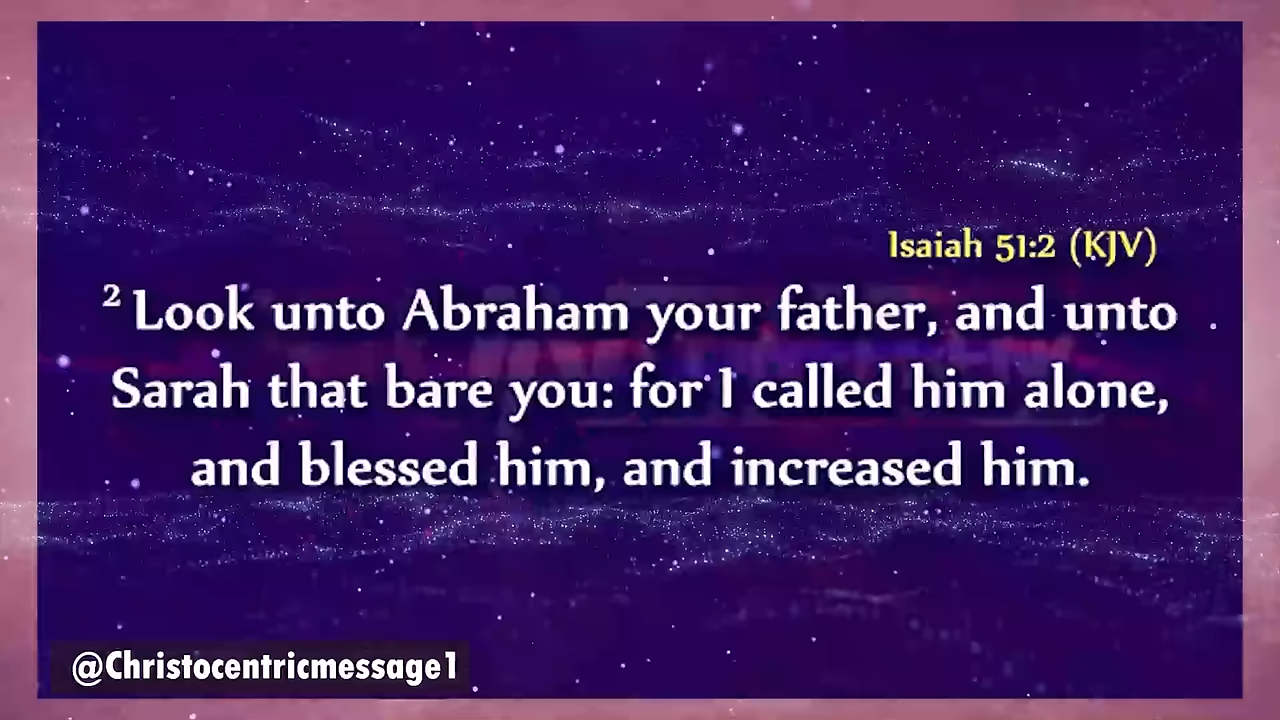 Isaiah 51:2 (KJV)
² Look unto Abraham your father, and unto
Sarah that bare you: for I called him alone,
and blessed him, and increased him.
@Christocentricmessage1